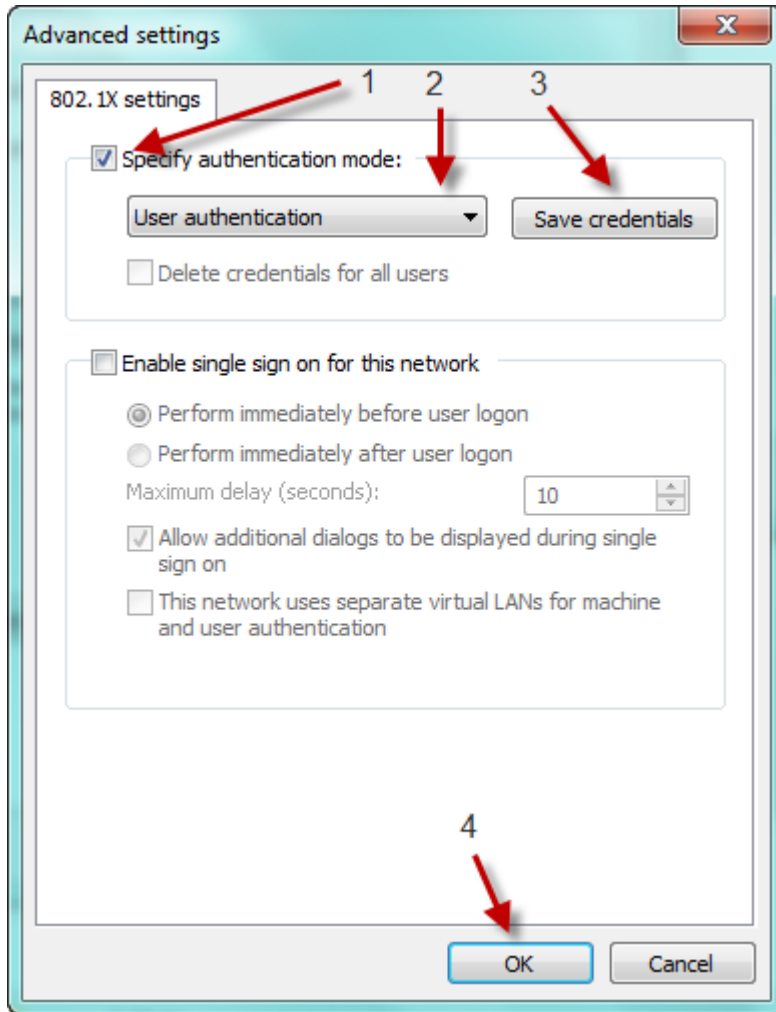 Advanced settings
802.1X settings
1 2 3
Specify authentication mode:
User authentication
Save credentials
Delete credentials for all users
Enable single sign on for this network
Perform immediately before user logon
Perform immediately after user logon
Maximum delay (seconds):
10
Allow additional dialogs to be displayed during single
sign on
This network uses separate virtual LANs for machine
and user authentication
4
OK
Cancel